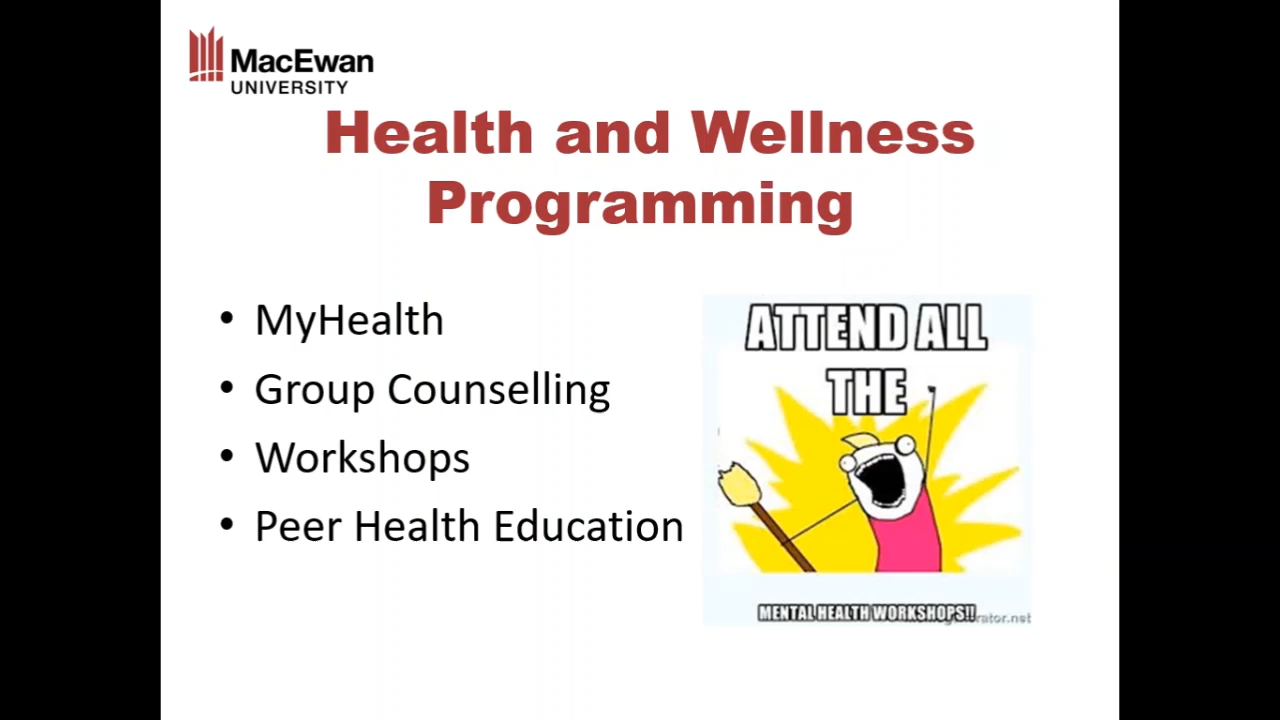 MacEwan
UNIVERSITY
Health and Wellness
Programming
• MyHealth
• Group Counselling
• Workshops
• Peer Health Education
ATTEND ALL
THE
MENTAL HEALTH WORKSHOPS!!